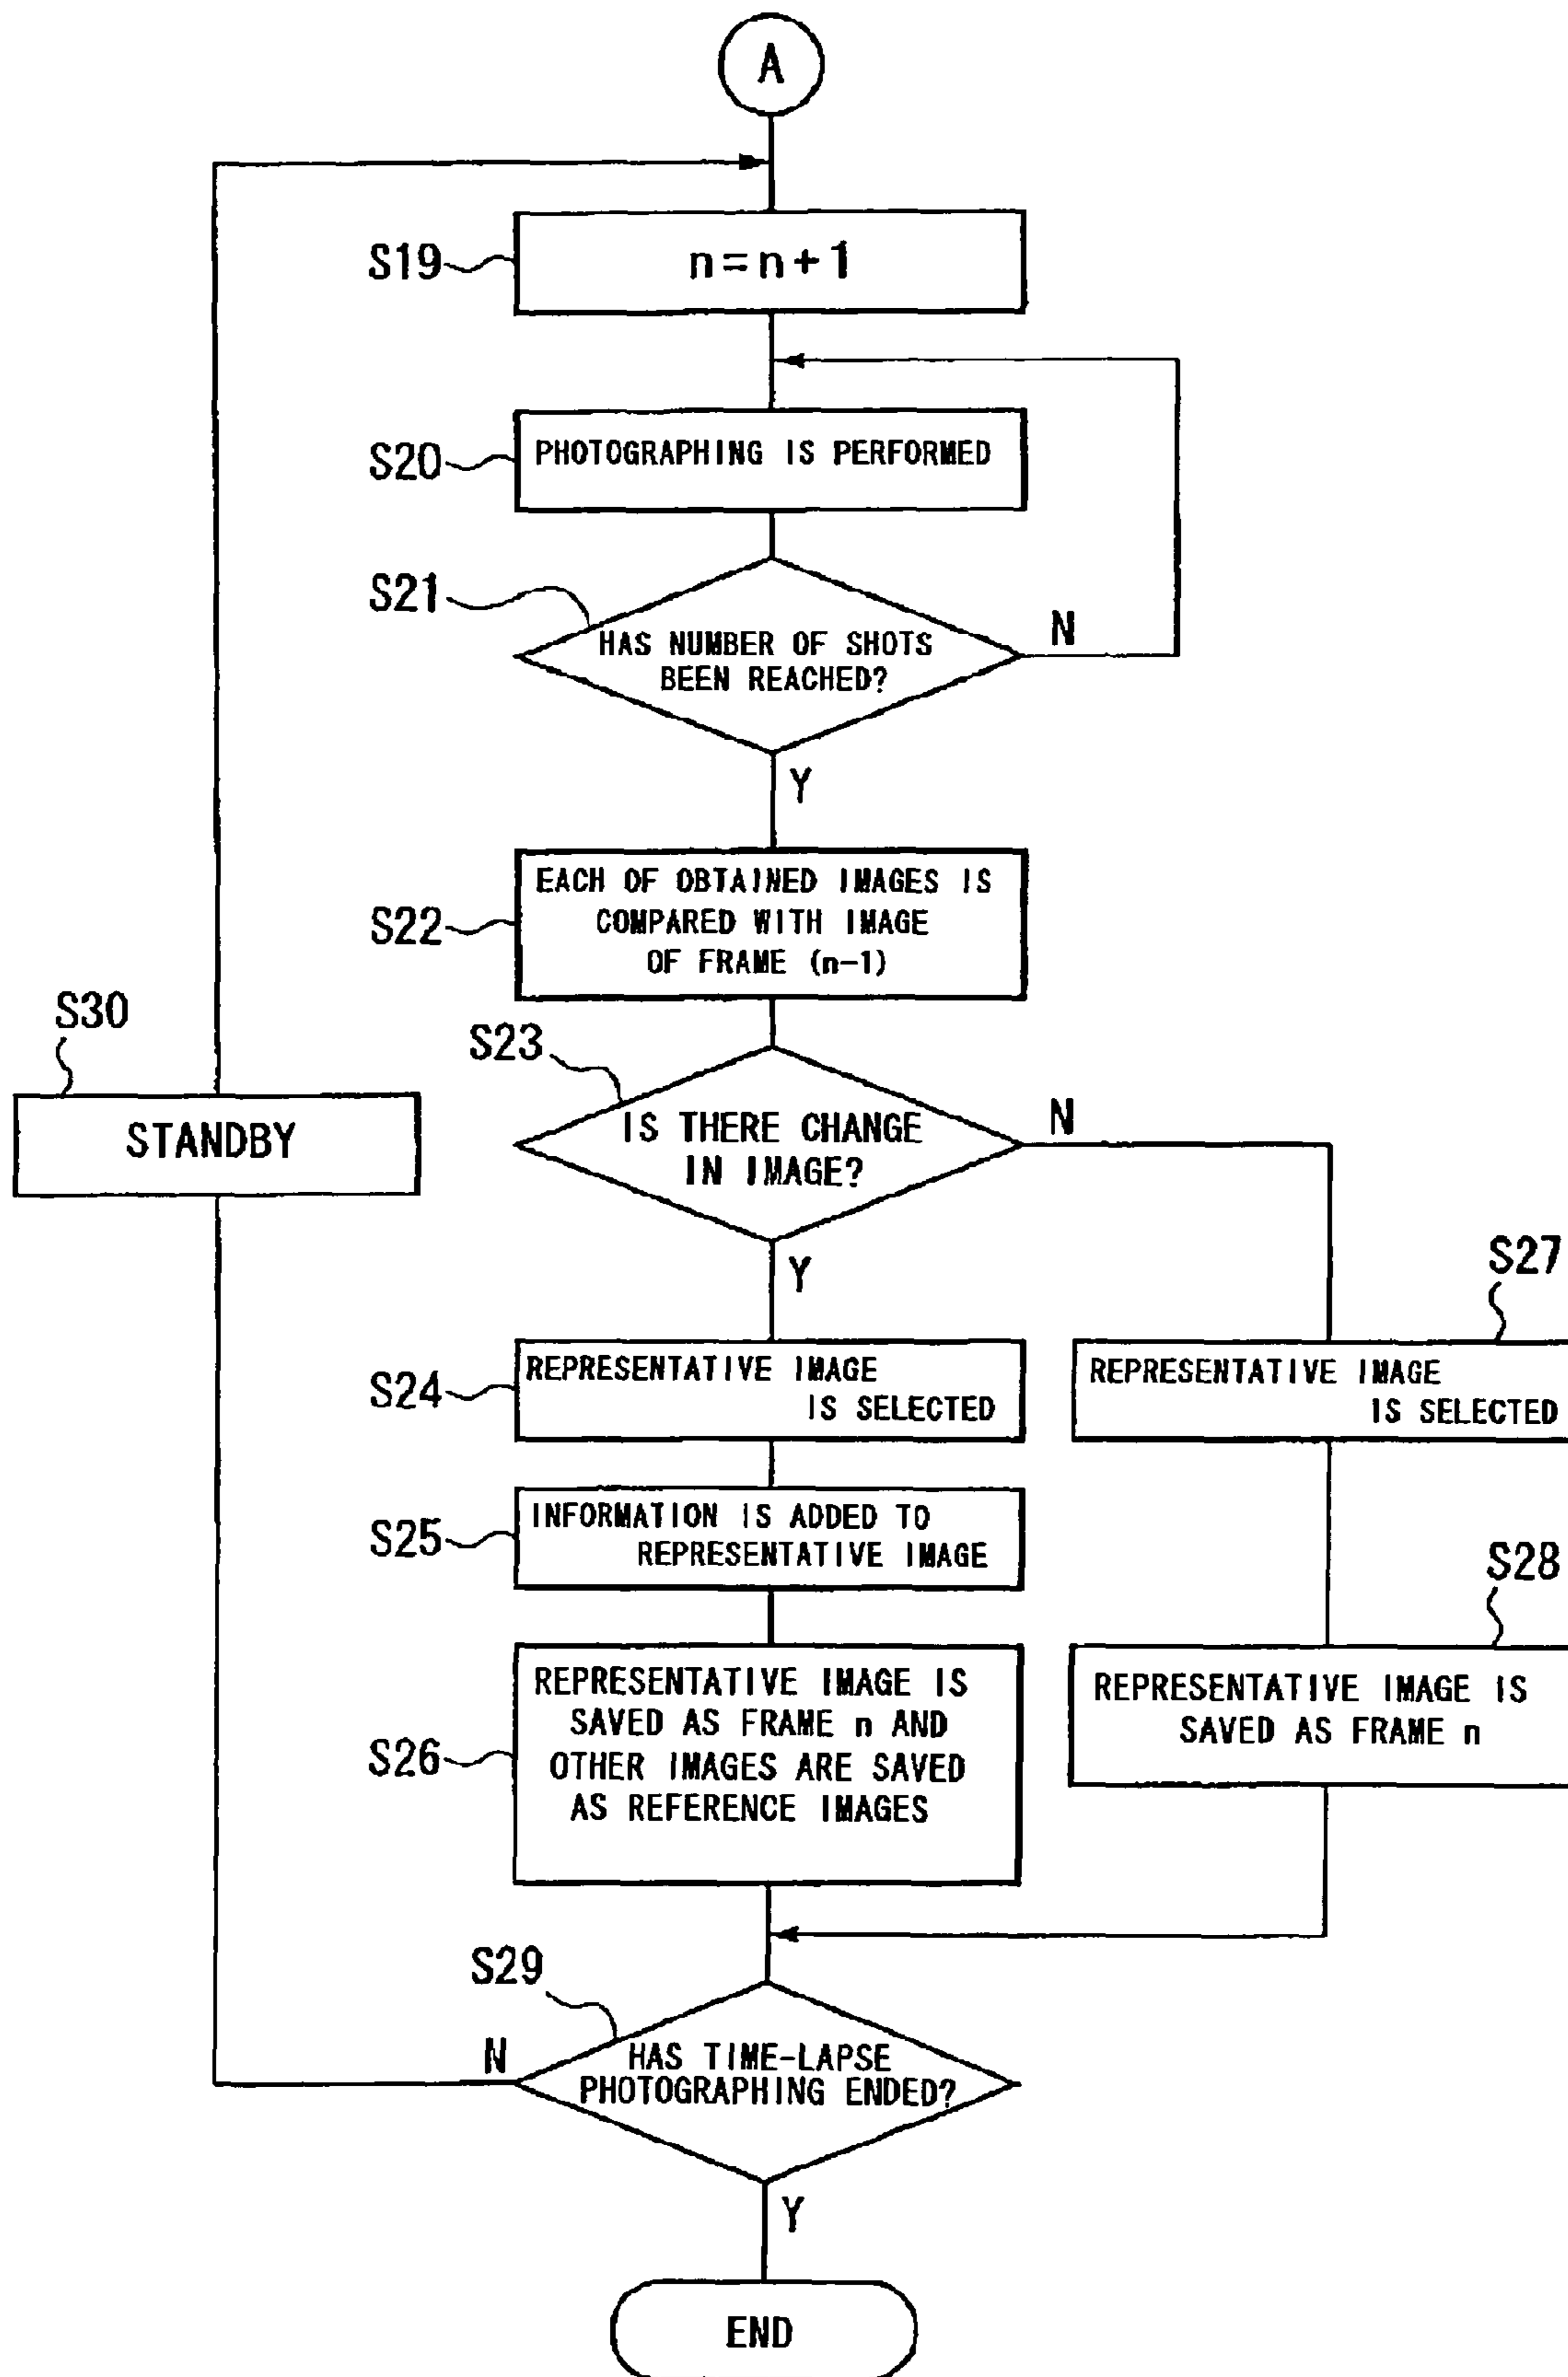 A
S19
n=n+1
S20
PHOTOGRAPHING IS PERFORMED
S21
HAS NUMBER OF SHOTS
BEEN REACHED?
N
Y
S22
EACH OF OBTAINED IMAGES IS
COMPARED WITH IMAGE
OF FRAME (n-1)
S30
STANDBY
S23
IS THERE CHANGE
IN IMAGE?
N
Y
S24
REPRESENTATIVE IMAGE
IS SELECTED
S27
REPRESENTATIVE IMAGE
IS SELECTED
S25
INFORMATION IS ADDED TO
REPRESENTATIVE IMAGE
S26
REPRESENTATIVE IMAGE IS
SAVED AS FRAME n AND
OTHER IMAGES ARE SAVED
AS REFERENCE IMAGES
S28
REPRESENTATIVE IMAGE IS
SAVED AS FRAME n
S29
HAS TIME-LAPSE
PHOTOGRAPHING ENDED?
N
Y
END